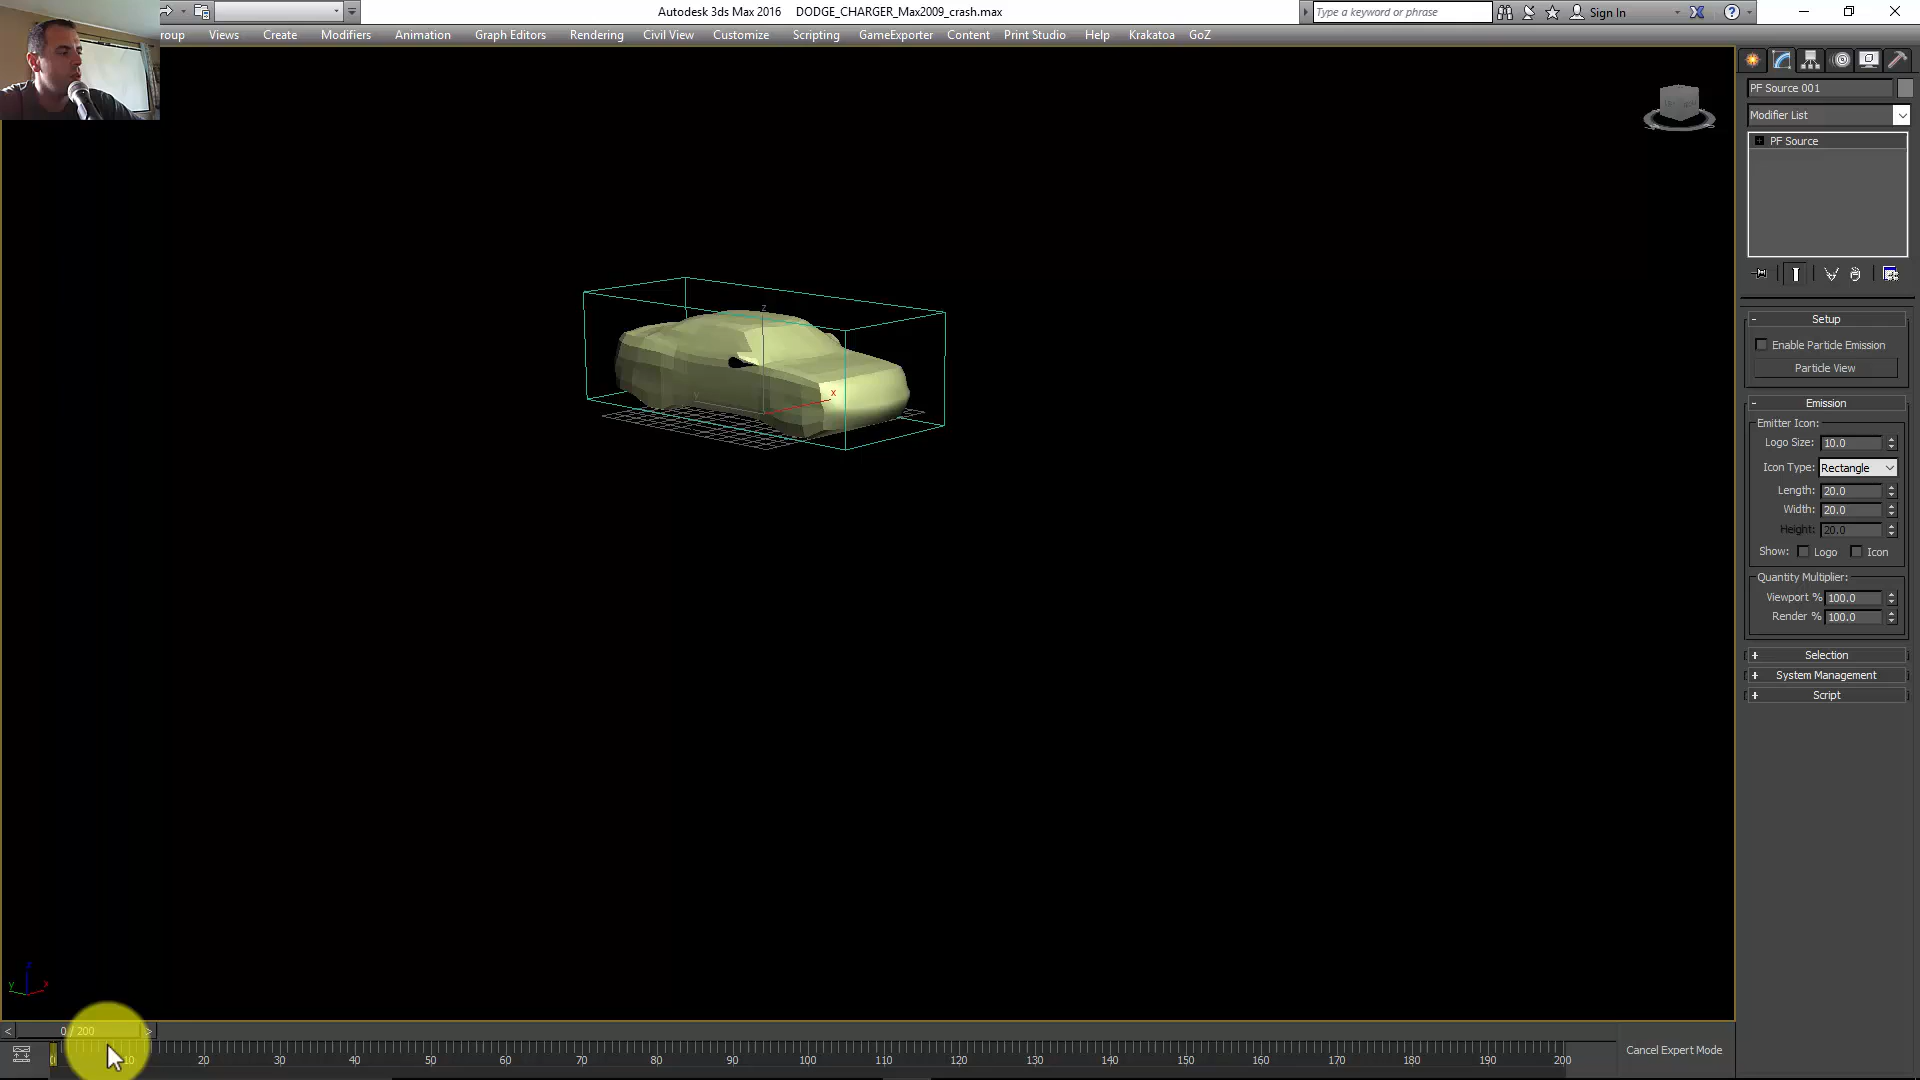 Autodesk 3ds Max 2016 DODGE_CHARGER_Max2009_crash.max
Type a keyword or phrase
Sign In
roup Views Create Modifiers Animation Graph Editors Rendering Civil View Customize Scripting GameExporter Content Print Studio Help Krakatoa GoZ
PF Source 001
Modifier List
PF Source
- Setup
Enable Particle Emission
Particle View
- Emission
Emitter Icon:
Logo Size: 10.0
Icon Type: Rectangle
Length: 20.0
Width: 20.0
Height: 20.0
Show: Logo Icon
Quantity Multiplier:
Viewport % 100.0
Render % 100.0
+ Selection
+ System Management
+ Script
z
x
y
z
y x
< 0 / 200 >
10 20 30 40 50 60 70 80 90 100 110 120 130 140 150 160 170 180 190 200
Cancel Expert Mode